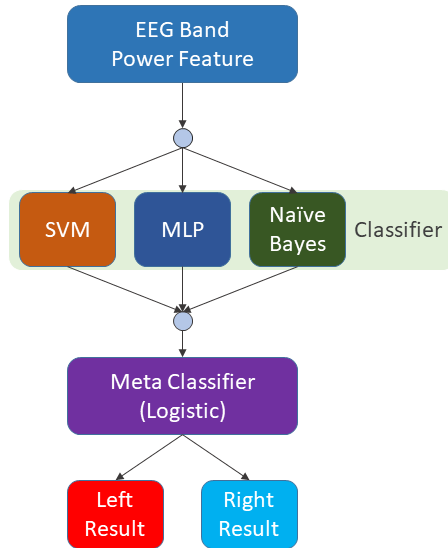 EEG Band
Power Feature
SVM
MLP
Naïve
Bayes
Classifier
Meta Classifier
(Logistic)
Left
Result
Right
Result